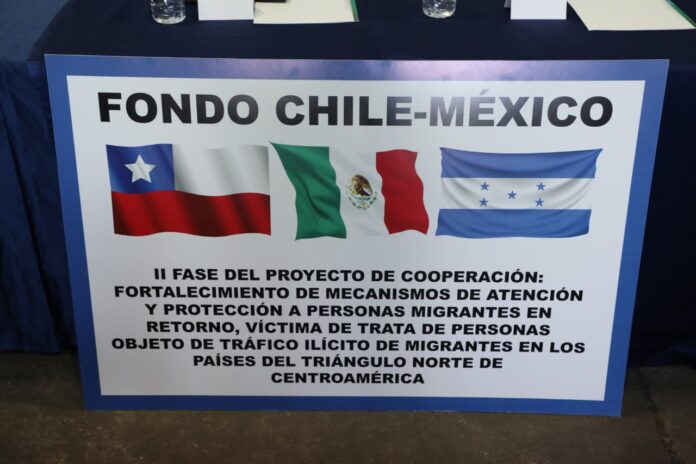 FONDO CHILE-MÉXICO
II FASE DEL PROYECTO DE COOPERACIÓN:
FORTALECIMIENTO DE MECANISMOS DE ATENCIÓN
Y PROTECCIÓN A PERSONAS MIGRANTES EN
RETORNO, VÍCTIMA DE TRATA DE PERSONAS
OBJETO DE TRÁFICO ILÍCITO DE MIGRANTES EN LOS
PAÍSES DEL TRIÁNGULO NORTE DE
CENTROAMÉRICA